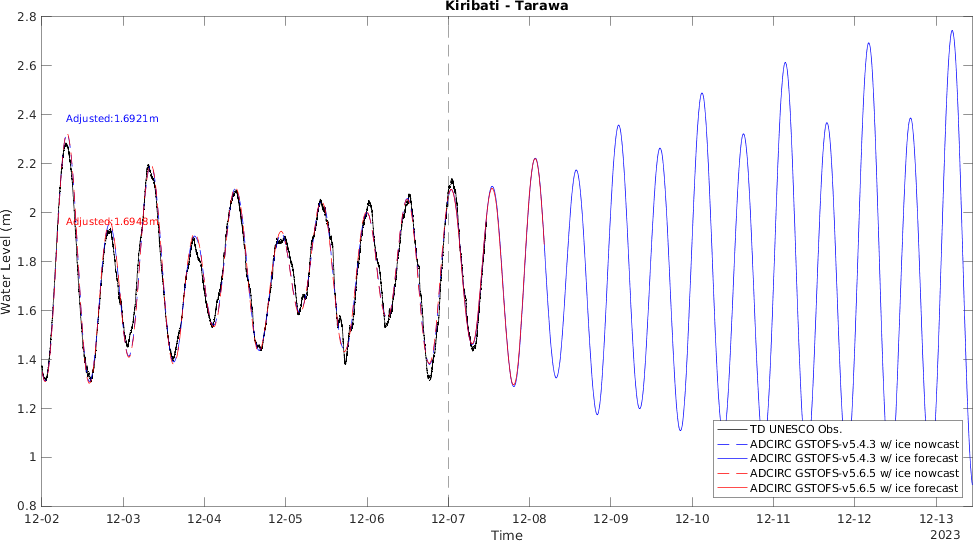 Kiribati - Tarawa
2.8
2.6
2.4
2.2
2
1.8
1.6
1.4
1.2
1
0.8
Water Level (m)
Adjusted:1.6921m
Adjusted:1.6943m
TD UNESCO Obs.
ADCIRC GSTOFS-v5.4.3 w/ ice nowcast
ADCIRC GSTOFS-v5.4.3 w/ ice forecast
ADCIRC GSTOFS-v5.6.5 w/ ice nowcast
ADCIRC GSTOFS-v5.6.5 w/ ice forecast
12-02 12-03 12-04 12-05 12-06 12-07 12-08 12-09 12-10 12-11 12-12 12-13
Time
2023